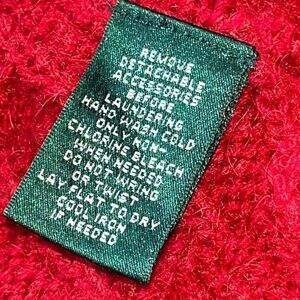 REMOVE
DETACHABLE
ACCESSORIES
BEFORE
LAUNDERING
HAND WASH COLD
ONLY NON-
CHLORINE BLEACH
WHEN NEEDED
DO NOT WRING
OR TWIST
LAY FLAT TO DRY
COOL IRON
IF NEEDED